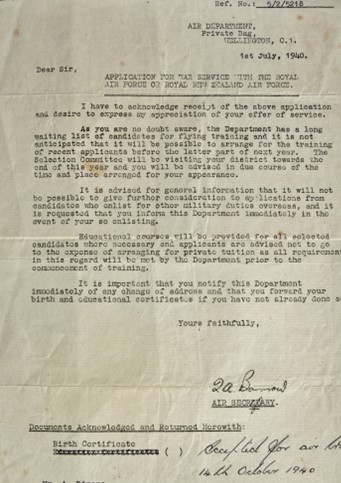 Ref. No.: 5/2/5218
AIR DEPARTMENT,
Private Bag,
WELLINGTON, C.1.
1st July, 1940.
Dear Sir,
APPLICATION FOR WAR SERVICE WITH THE ROYAL
AIR FORCE OR ROYAL NEW ZEALAND AIR FORCE.
I have to acknowledge receipt of the above application
and desire to express my appreciation of your offer of service.
As you are no doubt aware, the Department has a long
waiting list of candidates for flying training and it is not
anticipated that it will be possible to arrange for the training
of recent applicants before the latter part of next year. The
Selection Committee will be visiting your district towards the
end of this year and you will be advised in due course of the
time and place arranged for your appearance.
It is advised for general information that it will not
be possible to give further consideration to applications from
candidates who enlist for other military duties overseas, and it
is requested that you inform this Department immediately in the
event of your so enlisting.
Educational courses will be provided for all selected
candidates where necessary and applicants are advised not to go
to the expense of arranging for private tuition as all requirement
in this regard will be met by the Department prior to the
commencement of training.
It is important that you notify this Department
immediately of any change of address and that you forward your
birth and educational certificates if you have not already done s
Yours faithfully,
AIR SECRETARY.
Documents Acknowledged and Returned Herewith:
Birth Certificate
( ) Accepted for air
14th October 1940